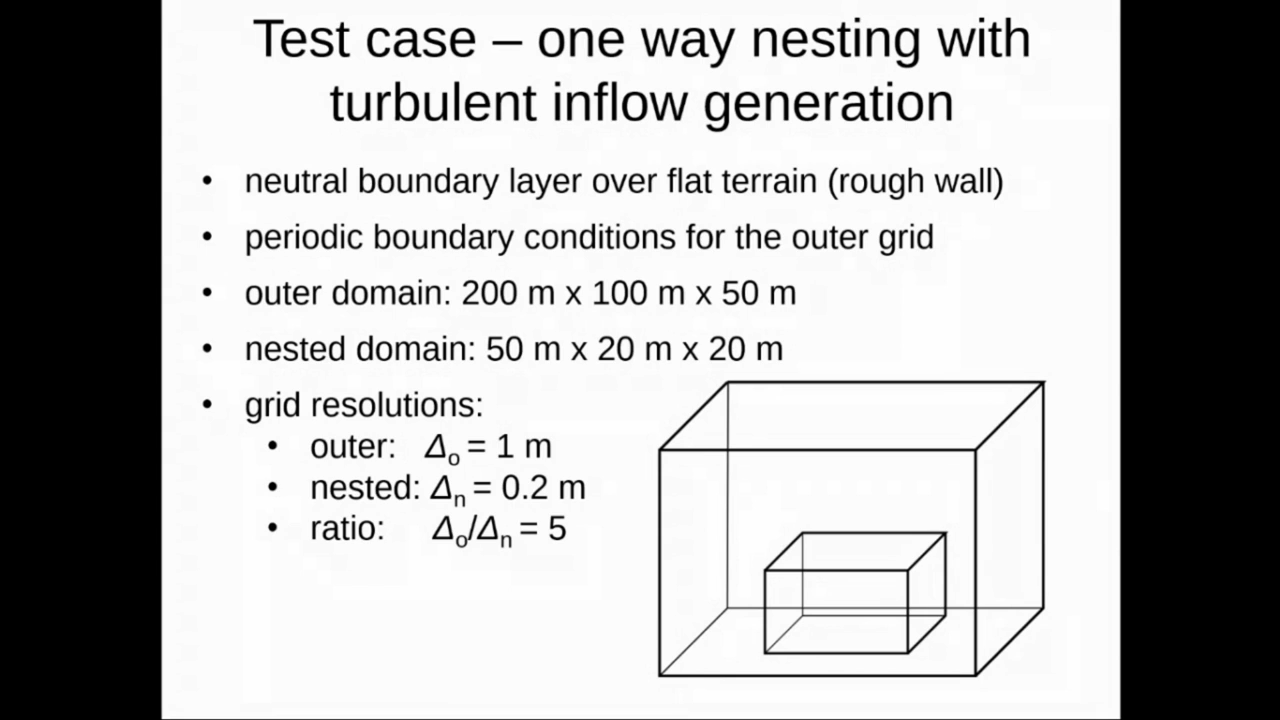 Test case – one way nesting with
turbulent inflow generation
• neutral boundary layer over flat terrain (rough wall)
• periodic boundary conditions for the outer grid
• outer domain: 200 m x 100 m x 50 m
• nested domain: 50 m x 20 m x 20 m
• grid resolutions:
• outer: Δo = 1 m
• nested: Δn = 0.2 m
• ratio: Δo/Δn = 5